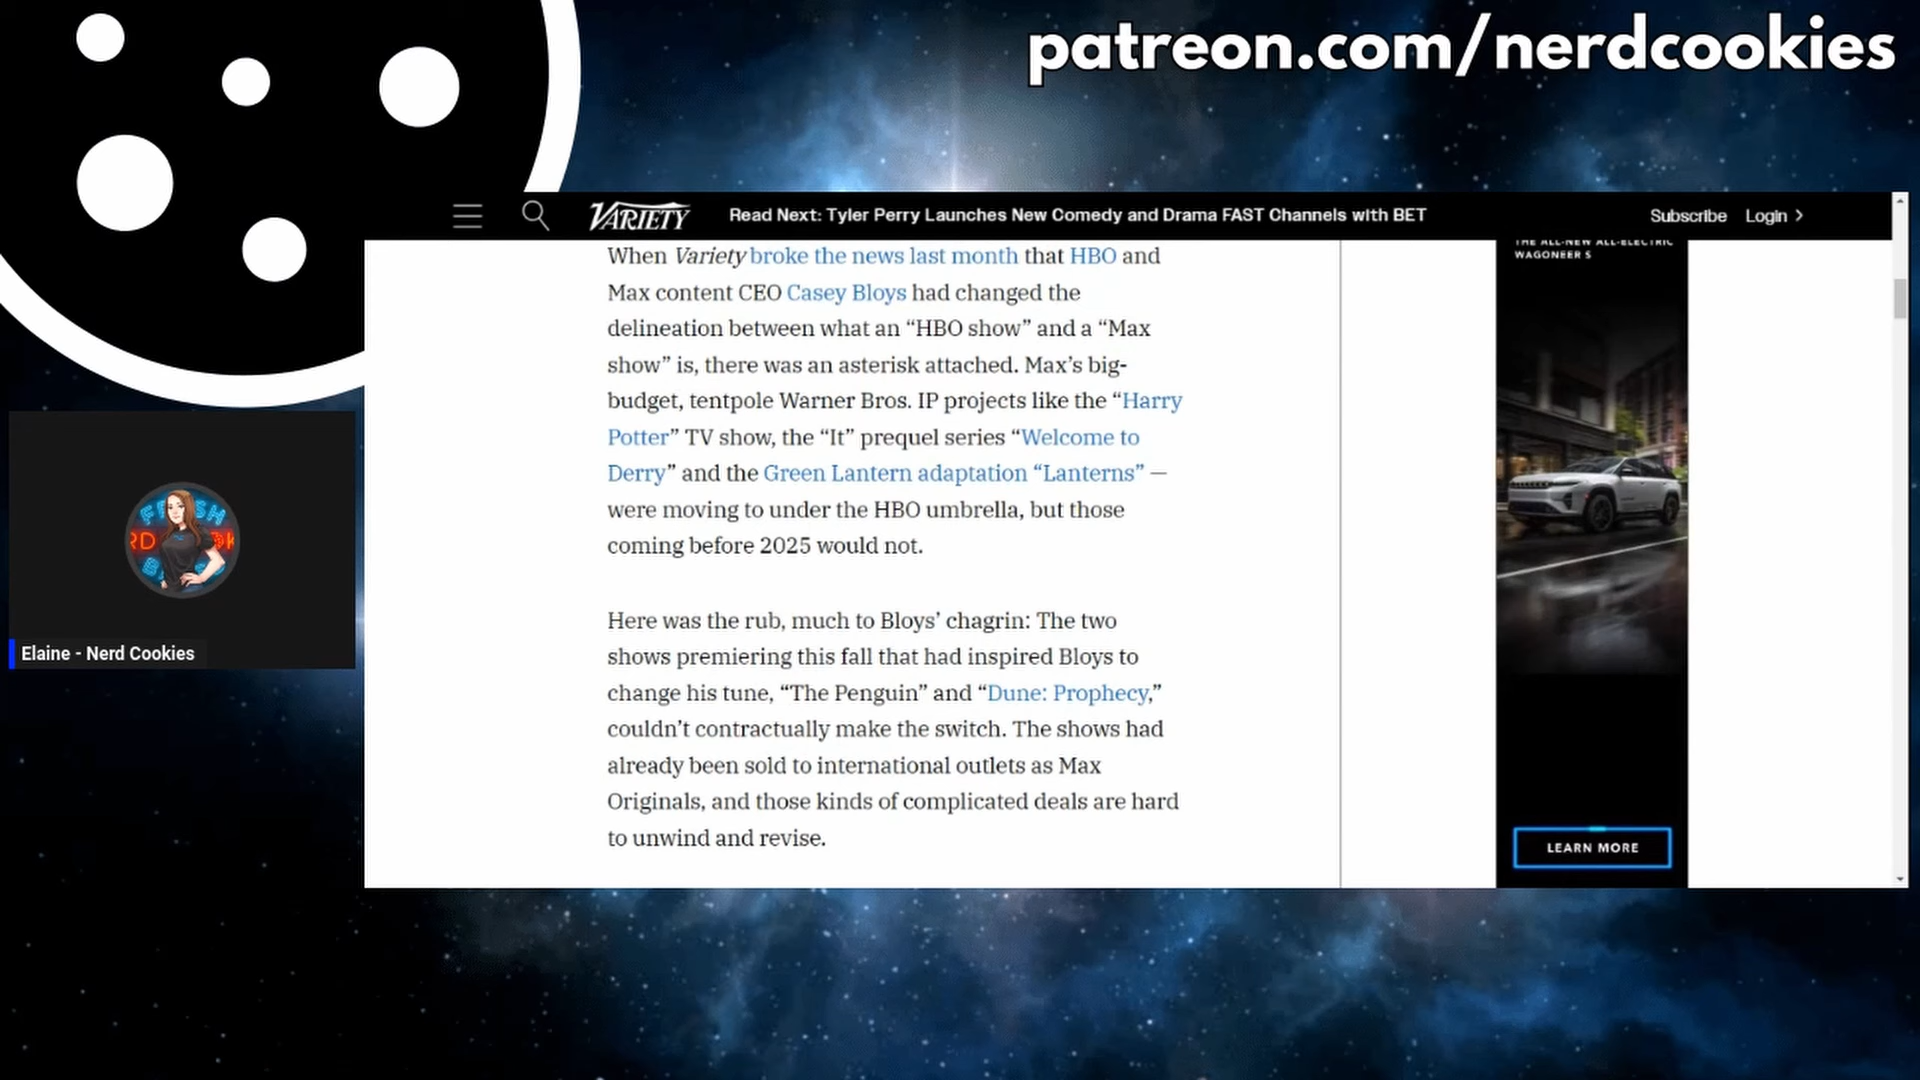 patreon.com/nerdcookies
VARIETY
Read Next: Tyler Perry Launches New Comedy and Drama FAST Channels with BET
Subscribe
Login
When Variety broke the news last month that HBO and
Max content CEO Casey Bloys had changed the
delineation between what an “HBO show” and a “Max
show” is, there was an asterisk attached. Max’s big-
budget, tentpole Warner Bros. IP projects like the “Harry
Potter” TV show, the “It” prequel series “Welcome to
Derry” and the Green Lantern adaptation “Lanterns” —
were moving to under the HBO umbrella, but those
coming before 2025 would not.
Here was the rub, much to Bloys’ chagrin: The two
shows premiering this fall that had inspired Bloys to
change his tune, “The Penguin” and “Dune: Prophecy,”
couldn’t contractually make the switch. The shows had
already been sold to international outlets as Max
Originals, and those kinds of complicated deals are hard
to unwind and revise.
THE ALL-NEW ALL-ELECTRIC
WAGONEER S
LEARN MORE
Elaine - Nerd Cookies